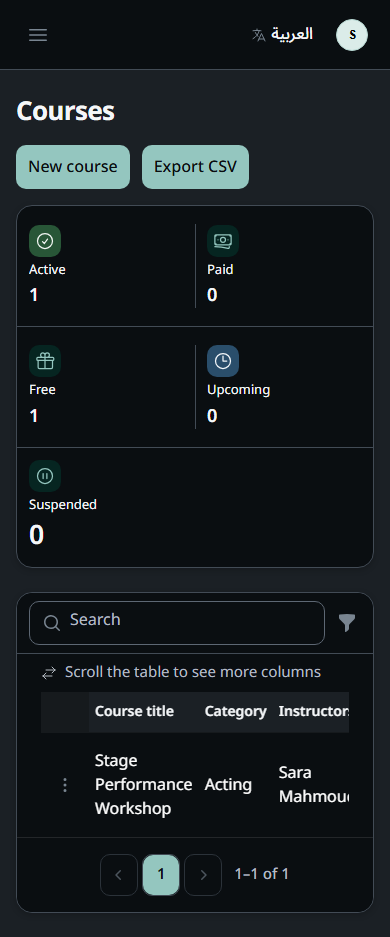 العربية
S
Courses
New course
Export CSV
Active
1
Paid
0
Free
1
Upcoming
0
Suspended
0
Search
Scroll the table to see more columns
Course title Category Instructor
Stage Performance Workshop
Acting
Sara
1
1–1 of 1